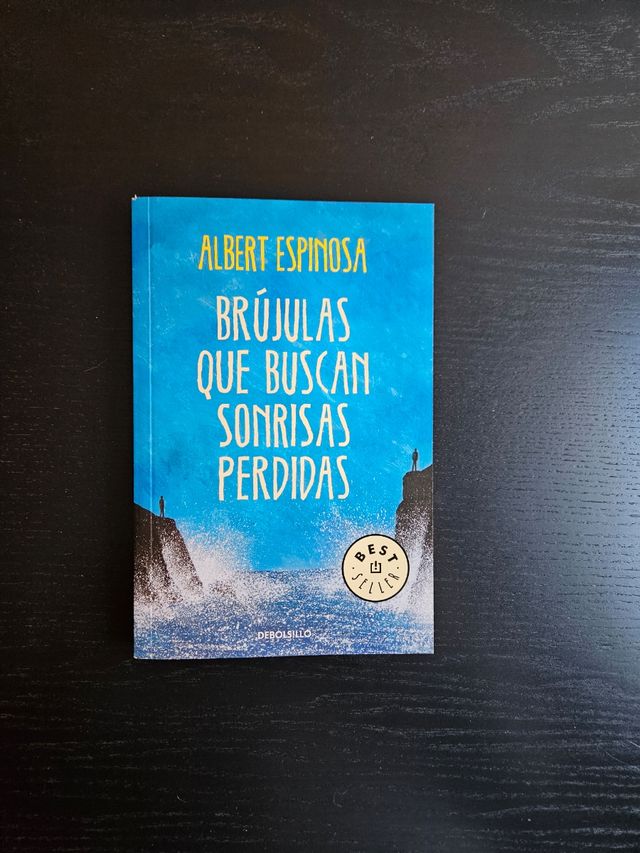 ALBERT ESPINOSA
BRÚJULAS
QUE BUSCAN
SONRISAS
PERDIDAS
BEST
SELLER
DEBOLSILLO